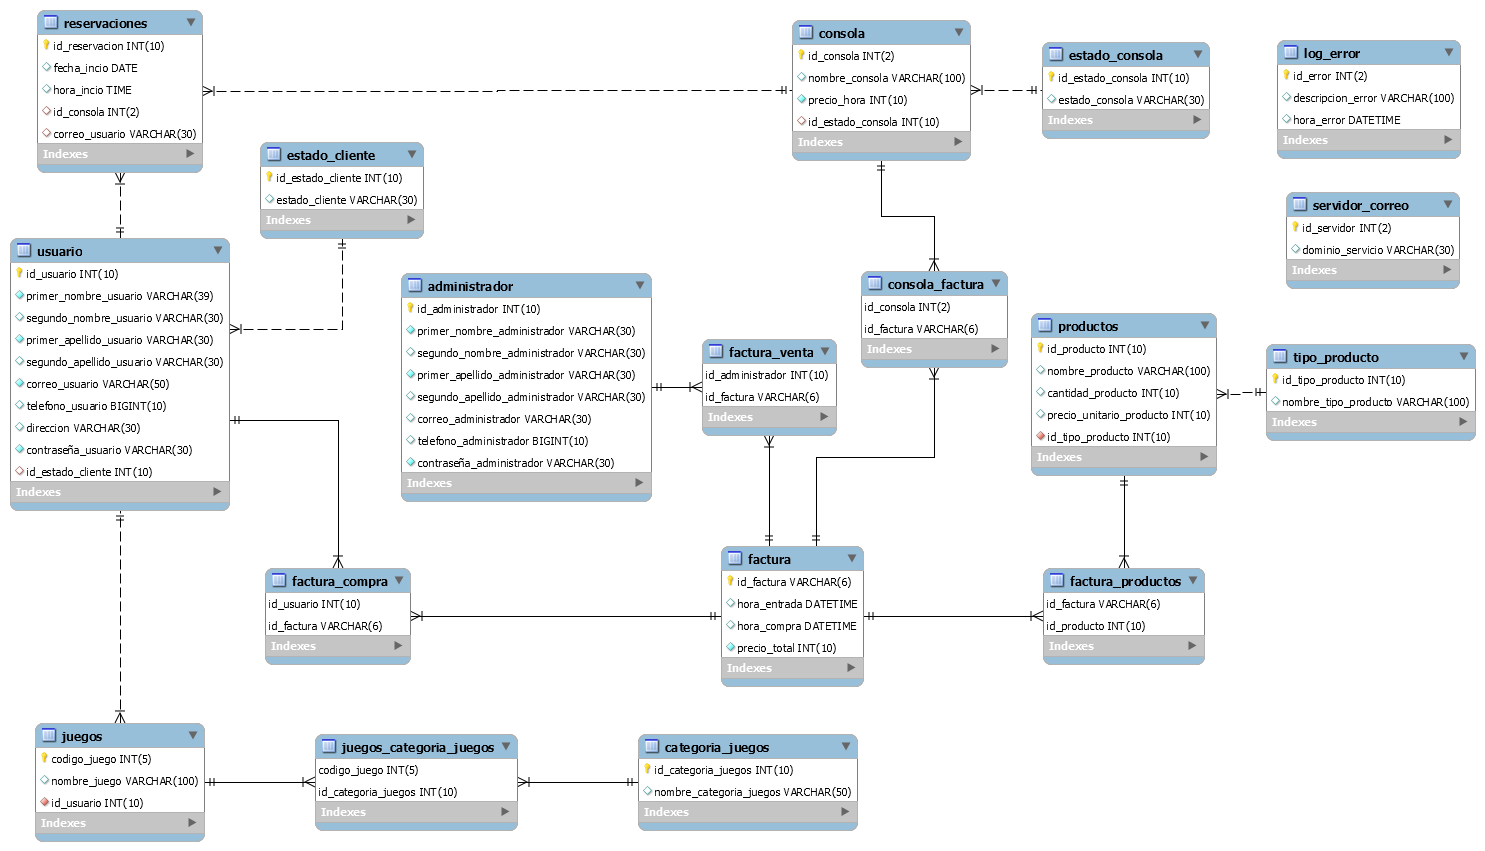 reservaciones
id_reservacion INT(10)
fecha_incio DATE
hora_incio TIME
id_consola INT(2)
correo_usuario VARCHAR(30)
Indexes
consola
id_consola INT(2)
nombre_consola VARCHAR(100)
precio_hora INT(10)
id_estado_consola INT(10)
Indexes
estado_consola
id_estado_consola INT(10)
estado_consola VARCHAR(30)
Indexes
log_error
id_error INT(2)
descripcion_error VARCHAR(100)
hora_error DATETIME
Indexes
estado_cliente
id_estado_cliente INT(10)
estado_cliente VARCHAR(30)
Indexes
servidor_correo
id_servidor INT(2)
dominio_servicio VARCHAR(30)
Indexes
usuario
id_usuario INT(10)
primer_nombre_usuario VARCHAR(39)
segundo_nombre_usuario VARCHAR(30)
primer_apellido_usuario VARCHAR(30)
segundo_apellido_usuario VARCHAR(30)
correo_usuario VARCHAR(50)
telefono_usuario BIGINT(10)
direccion VARCHAR(30)
contraseña_usuario VARCHAR(30)
id_estado_cliente INT(10)
Indexes
administrador
id_administrador INT(10)
primer_nombre_administrador VARCHAR(30)
segundo_nombre_administrador VARCHAR(30)
primer_apellido_administrador VARCHAR(30)
segundo_apellido_administrador VARCHAR(30)
correo_administrador VARCHAR(30)
telefono_administrador BIGINT(10)
contraseña_administrador VARCHAR(30)
Indexes
factura_venta
id_administrador INT(10)
id_factura VARCHAR(6)
Indexes
consola_factura
id_consola INT(2)
id_factura VARCHAR(6)
Indexes
productos
id_producto INT(10)
nombre_producto VARCHAR(100)
cantidad_producto INT(10)
precio_unitario_producto INT(10)
id_tipo_producto INT(10)
Indexes
tipo_producto
id_tipo_producto INT(10)
nombre_tipo_producto VARCHAR(100)
Indexes
factura_compra
id_usuario INT(10)
id_factura VARCHAR(6)
Indexes
factura
id_factura VARCHAR(6)
hora_entrada DATETIME
hora_compra DATETIME
precio_total INT(10)
Indexes
factura_productos
id_factura VARCHAR(6)
id_producto INT(10)
Indexes
juegos
codigo_juego INT(5)
nombre_juego VARCHAR(100)
id_usuario INT(10)
Indexes
juegos_categoria_juegos
codigo_juego INT(5)
id_categoria_juegos INT(10)
Indexes
categoria_juegos
id_categoria_juegos INT(10)
nombre_categoria_juegos VARCHAR(50)
Indexes